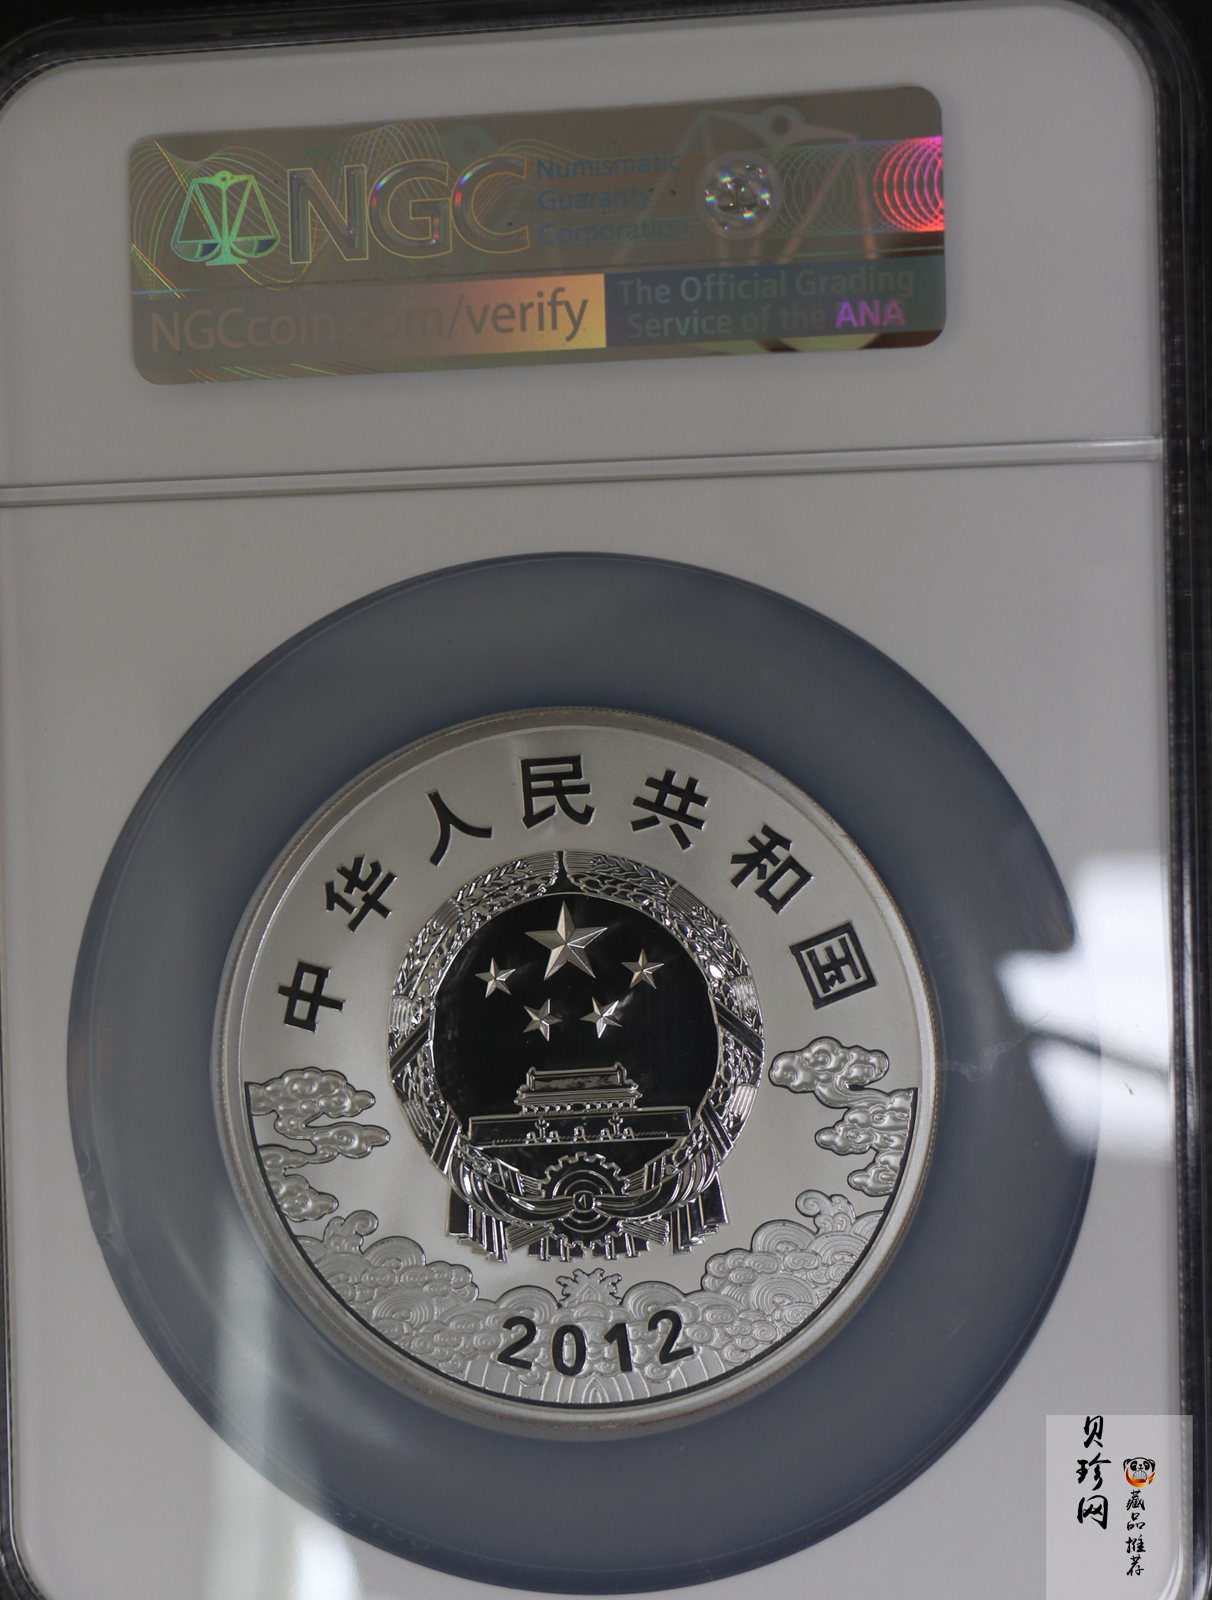 NGC
Numismatic
Guaranty
Corporation
NGCcoin.com/verify
The Official Grading
Service of the ANA
中华人民共和国
2012
贝珍网
藏品推荐